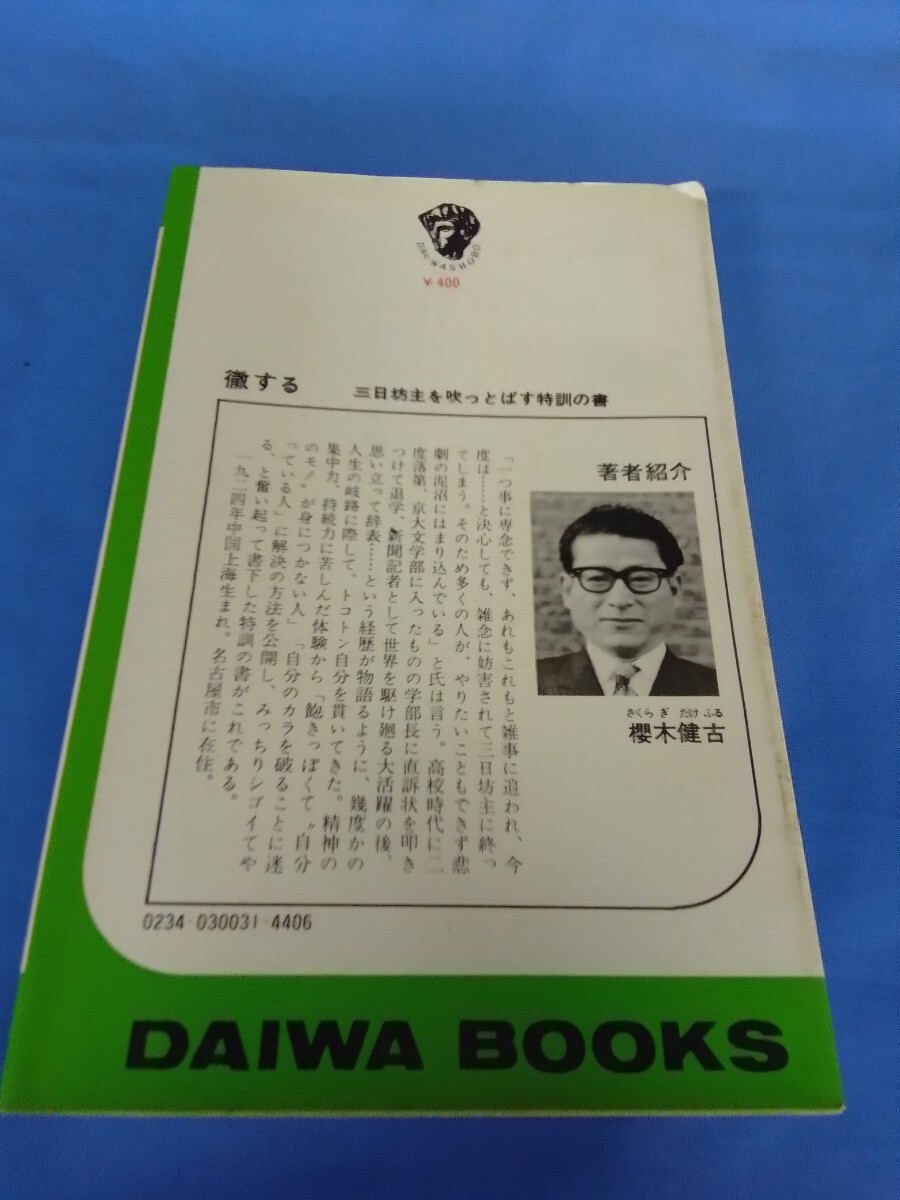 DAIWASHOBO
¥400
徹する
三日坊主を吹っとばす特訓の書
著者紹介
さくらぎ たけふる
櫻木健古
「一つ事に専念できず、あれもこれもと雑事に追われ、今
度は……と決心しても、雑念に妨害されて三日坊主に終っ
てしまう。そのため多くの人が、やりたいこともできず悲
劇の泥沼にはまり込んでいる」と氏は言う。高校時代に二
度落第、京大文学部に入ったものの学部長に直訴状を叩き
つけて退学、新聞記者として世界を駆け廻る大活躍の後、
思い立って辞表……という経歴が物語るように、幾度かの
人生の岐路に際して、トコトン自分を貫いてきた。精神の
集中力、持続力に苦しんだ体験から「飽きっぽくて〝自分
のモノ〟が身につかない人」「自分のカラを破ることに迷
っている人」に解決の方法を公開し、みっちりシゴイてや
る、と奮い起って書下した特訓の書がこれである。
一九二四年中国上海生まれ。名古屋市に在住。
0234-030031-4406
DAIWA BOOKS